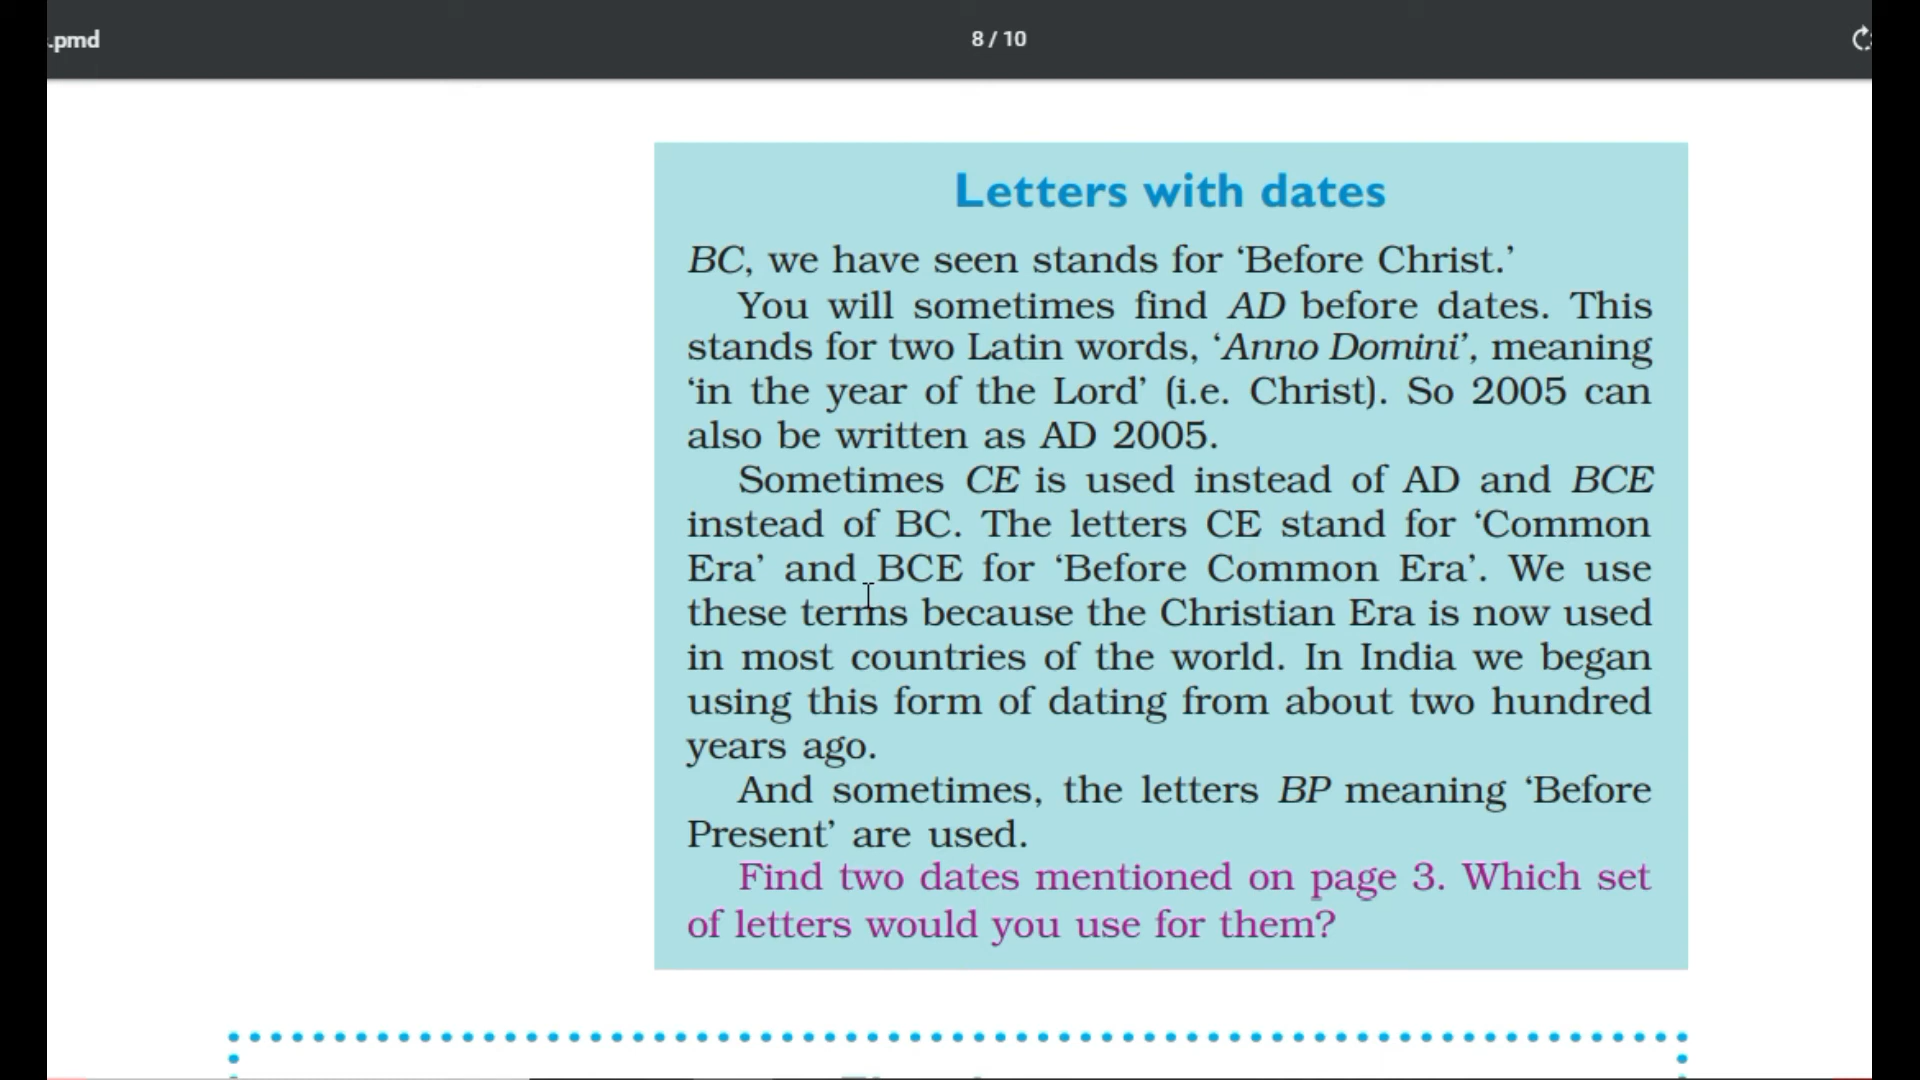 .pmd
8 / 10
Letters with dates
BC, we have seen stands for ‘Before Christ.’
You will sometimes find AD before dates. This
stands for two Latin words, ‘Anno Domini’, meaning
‘in the year of the Lord’ (i.e. Christ). So 2005 can
also be written as AD 2005.
Sometimes CE is used instead of AD and BCE
instead of BC. The letters CE stand for ‘Common
Era’ and BCE for ‘Before Common Era’. We use
these terms because the Christian Era is now used
in most countries of the world. In India we began
using this form of dating from about two hundred
years ago.
And sometimes, the letters BP meaning ‘Before
Present’ are used.
Find two dates mentioned on page 3. Which set
of letters would you use for them?